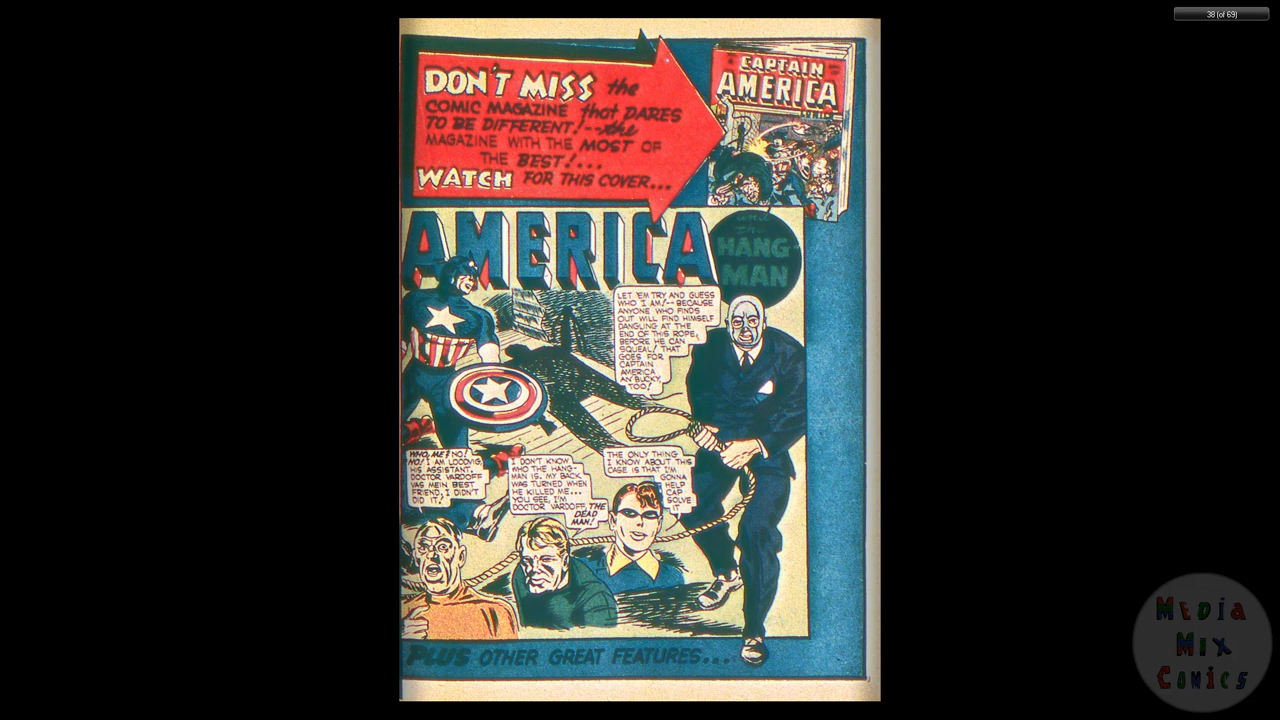 38 (of 69)
DON'T MISS the
COMIC MAGAZINE that DARES
TO BE DIFFERENT!--the
MAGAZINE WITH THE MOST OF
THE BEST!...
WATCH FOR THIS COVER...
CAPTAIN
AMERICA
COMICS
AMERICA
and
the
HANG-
MAN
LET 'EM TRY AND GUESS
WHO I AM!--BECAUSE
ANYONE WHO FINDS
OUT WILL FIND HIMSELF
DANGLING AT THE
END OF THIS ROPE,
BEFORE HE CAN
SQUEAL! THAT
GOES FOR
CAPTAIN
AMERICA
AN' BUCKY,
TOO!
WHO, ME? NO!
NO! I AM LOODVIG,
HIS ASSISTANT.
DOCTOR VARDOFF
VAS MEIN BEST
FRIEND, I DIDN'T
DID IT!
I DON'T KNOW
WHO THE HANG-
MAN IS. MY BACK
WAS TURNED WHEN
HE KILLED ME...
YOU SEE, I'M
DOCTOR VARDOFF, THE
DEAD
MAN!
THE ONLY THING
I KNOW ABOUT THIS
CASE IS THAT I'M
GONNA
HELP
CAP
SOLVE
IT
PLUS OTHER GREAT FEATURES...
MEDIA
MIX
COMICS